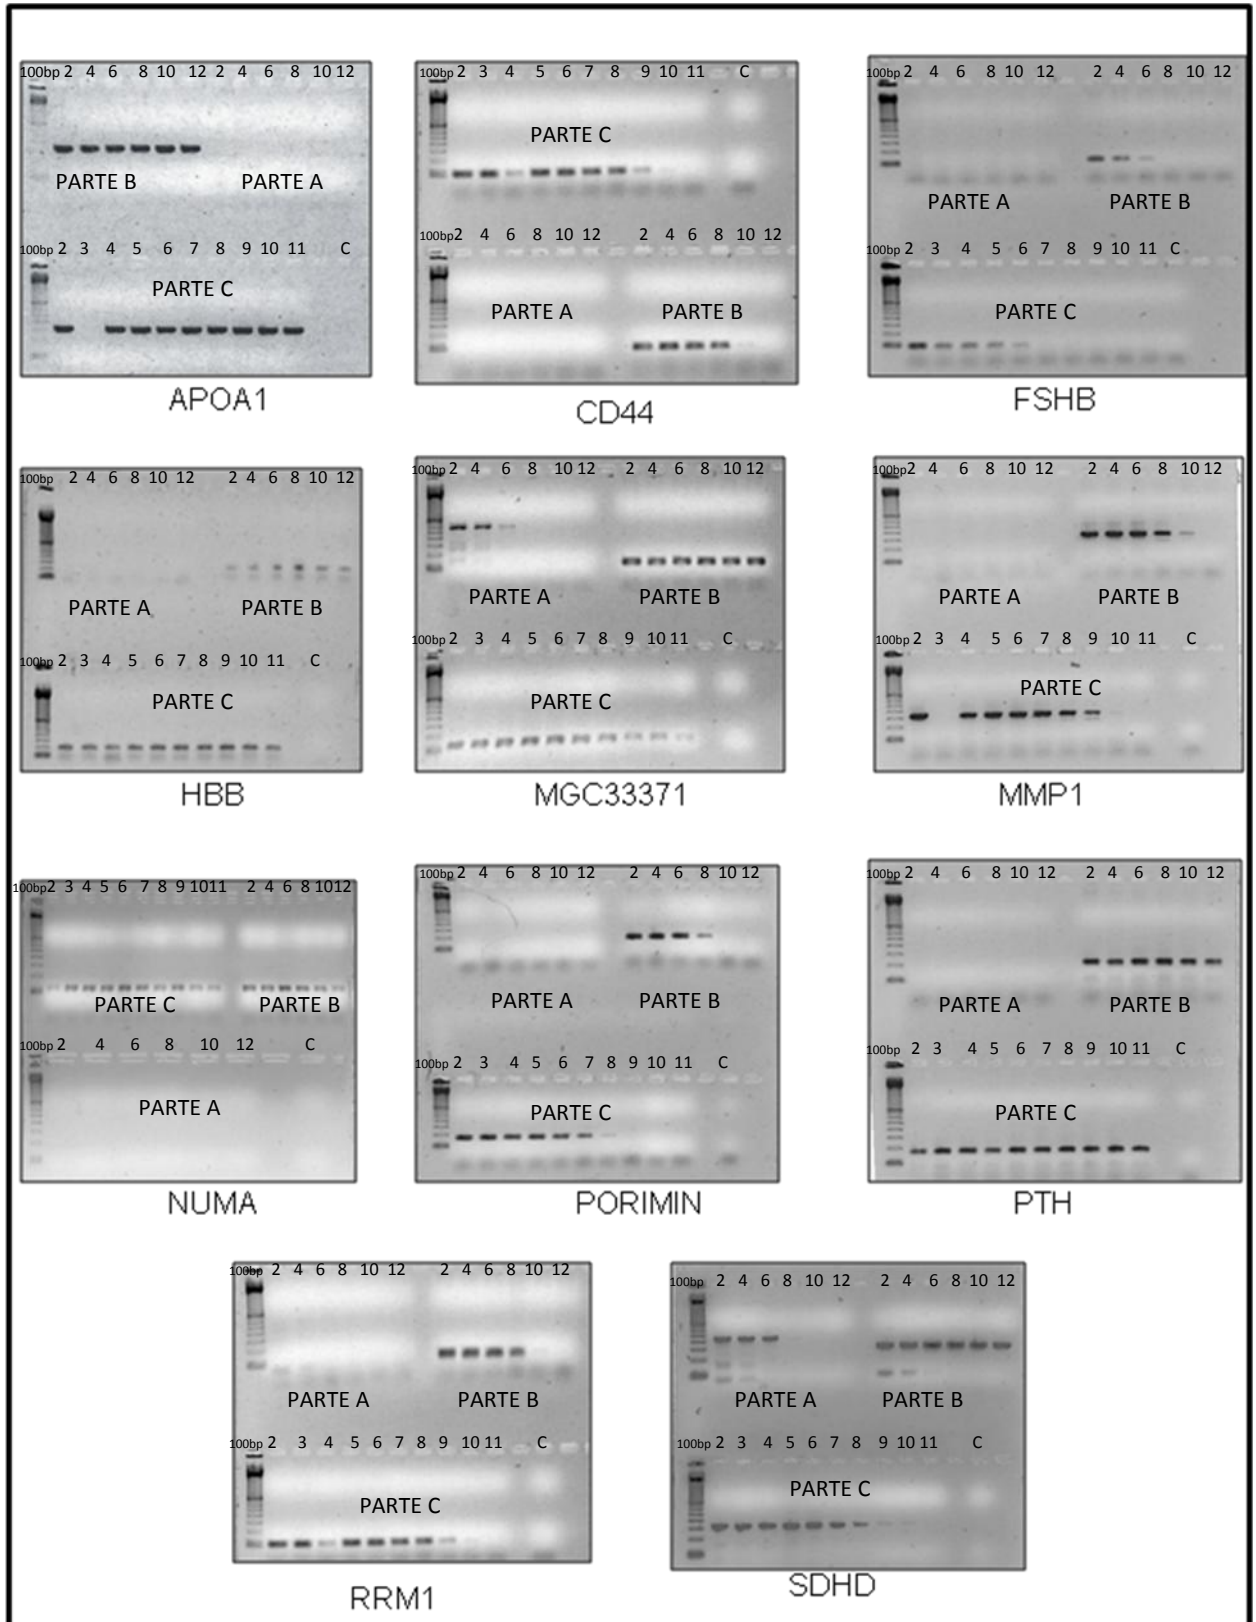 100bp 2 4 6 8 10 12 2 4 6 8 10 12
PARTE B PARTE A
100bp 2 3 4 5 6 7 8 9 10 11 C
PARTE C
APOA1
100bp 2 3 4 5 6 7 8 9 10 11 C
PARTE C
100bp 2 4 6 8 10 12 2 4 6 8 10 12
PARTE A PARTE B
CD44
100bp 2 4 6 8 10 12 2 4 6 8 10 12
PARTE A PARTE B
100bp 2 3 4 5 6 7 8 9 10 11 C
PARTE C
FSHB
100bp 2 4 6 8 10 12 2 4 6 8 10 12
PARTE A PARTE B
100bp 2 3 4 5 6 7 8 9 10 11 C
PARTE C
HBB
100bp 2 4 6 8 10 12 2 4 6 8 10 12
PARTE A PARTE B
100bp 2 3 4 5 6 7 8 9 10 11 C
PARTE C
MGC33371
100bp 2 4 6 8 10 12 2 4 6 8 10 12
PARTE A PARTE B
100bp 2 3 4 5 6 7 8 9 10 11 C
PARTE C
MMP1
100bp 2 3 4 5 6 7 8 9 10 11 2 4 6 8 10 12
PARTE C PARTE B
100bp 2 4 6 8 10 12 C
PARTE A
NUMA
100bp 2 4 6 8 10 12 2 4 6 8 10 12
PARTE A PARTE B
100bp 2 3 4 5 6 7 8 9 10 11 C
PARTE C
PORIMIN
100bp 2 4 6 8 10 12 2 4 6 8 10 12
PARTE A PARTE B
100bp 2 3 4 5 6 7 8 9 10 11 C
PARTE C
PTH
100bp 2 4 6 8 10 12 2 4 6 8 10 12
PARTE A PARTE B
100bp 2 3 4 5 6 7 8 9 10 11 C
PARTE C
RRM1
100bp 2 4 6 8 10 12 2 4 6 8 10 12
PARTE A PARTE B
100bp 2 3 4 5 6 7 8 9 10 11 C
PARTE C
SDHD